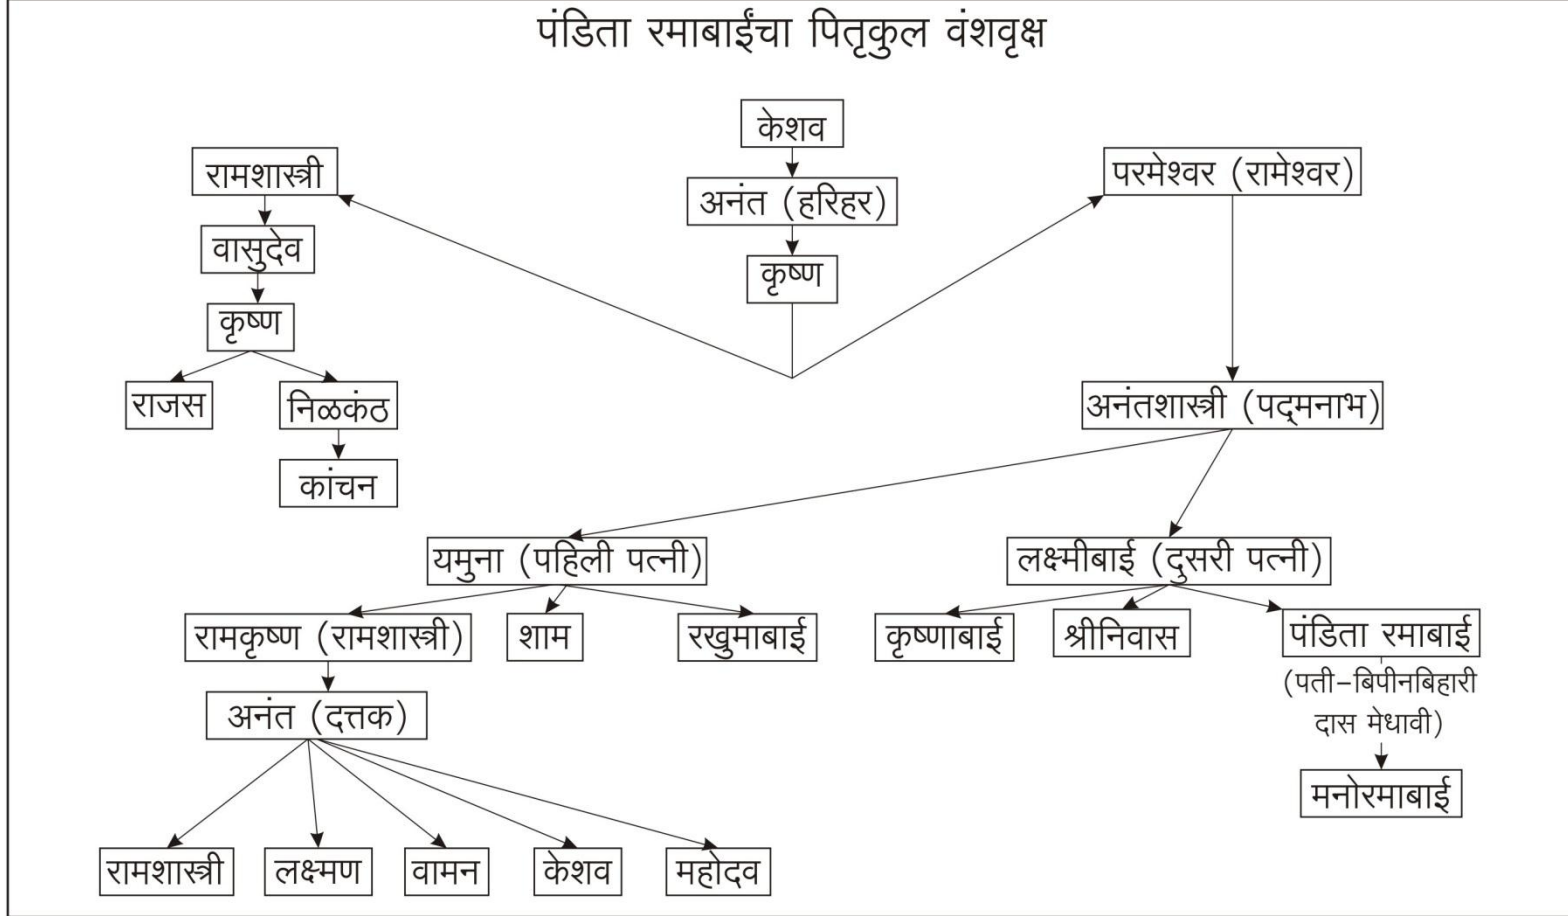 पंडिता रमाबाईंचा पितृकुल वंशवृक्ष
केशव
रामशास्त्री
परमेश्वर (रामेश्वर)
अनंत (हरिहर)
वासुदेव
कृष्ण
कृष्ण
राजस
निळकंठ
अनंतशास्त्री (पद्मनाभ)
कांचन
यमुना (पहिली पत्नी)
लक्ष्मीबाई (दुसरी पत्नी)
रामकृष्ण (रामशास्त्री)
शाम
रखुमाबाई
कृष्णाबाई
श्रीनिवास
पंडिता रमाबाई
(पती-बिपीनबिहारी
दास मेधावी)
अनंत (दत्तक)
मनोरमाबाई
रामशास्त्री
लक्ष्मण
वामन
केशव
महोदव